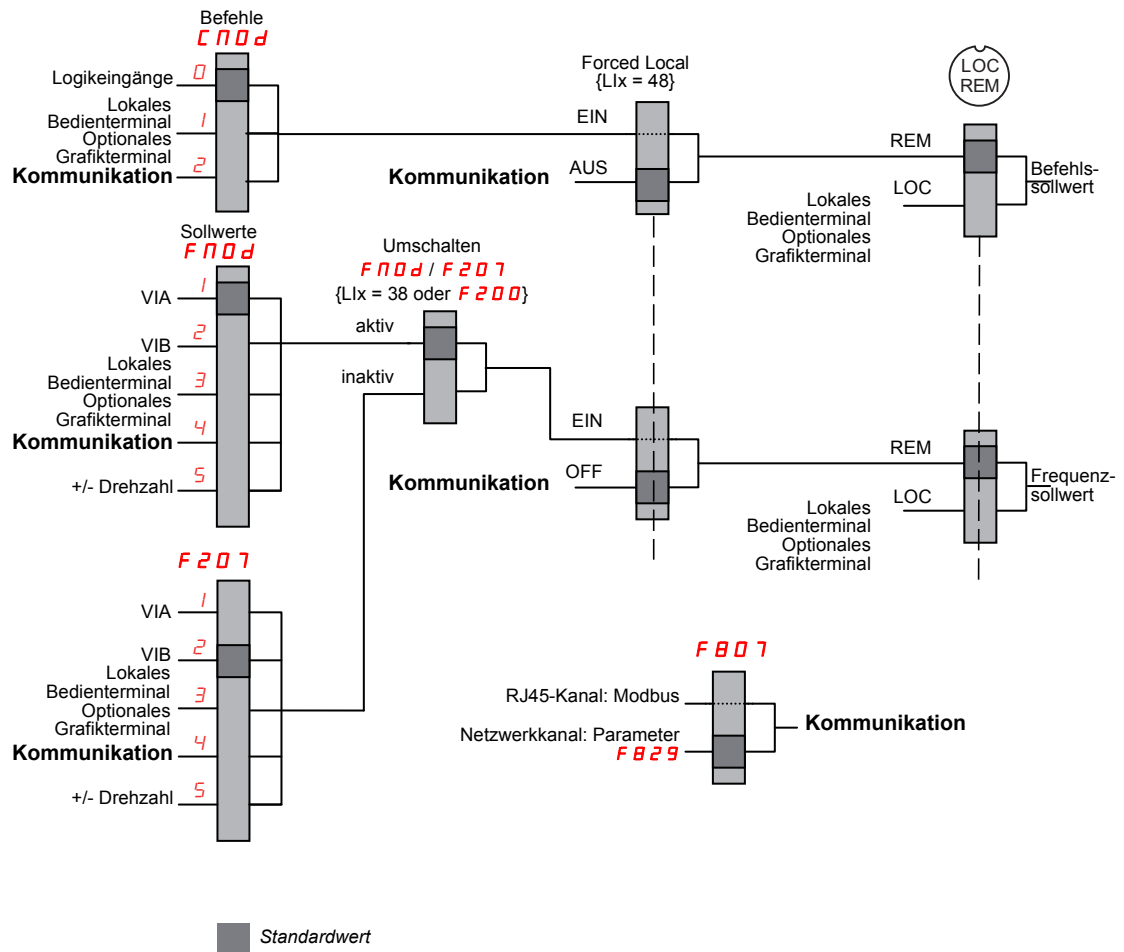 Befehle
CNOd
Logikeingänge
0
Lokales
Bedienterminal
1
Optionales
Grafikterminal
2
Kommunikation
Forced Local
{LIx = 48}
EIN
Kommunikation
AUS
LOC
REM
REM
LOC
Lokales
Bedienterminal
Optionales
Grafikterminal
Befehls-
sollwert
Sollwerte
FNOd
VIA
1
VIB
2
Lokales
Bedienterminal
3
Optionales
Grafikterminal
4
Kommunikation
+/- Drehzahl
5
Umschalten
FNOd / F207
{LIx = 38 oder F200}
aktiv
inaktiv
EIN
Kommunikation
OFF
REM
LOC
Lokales
Bedienterminal
Optionales
Grafikterminal
Frequenz-
sollwert
F207
VIA
1
VIB
2
Lokales
Bedienterminal
3
Optionales
Grafikterminal
4
Kommunikation
+/- Drehzahl
5
F807
RJ45-Kanal: Modbus
Netzwerkkanal: Parameter
F829
Kommunikation
Standardwert